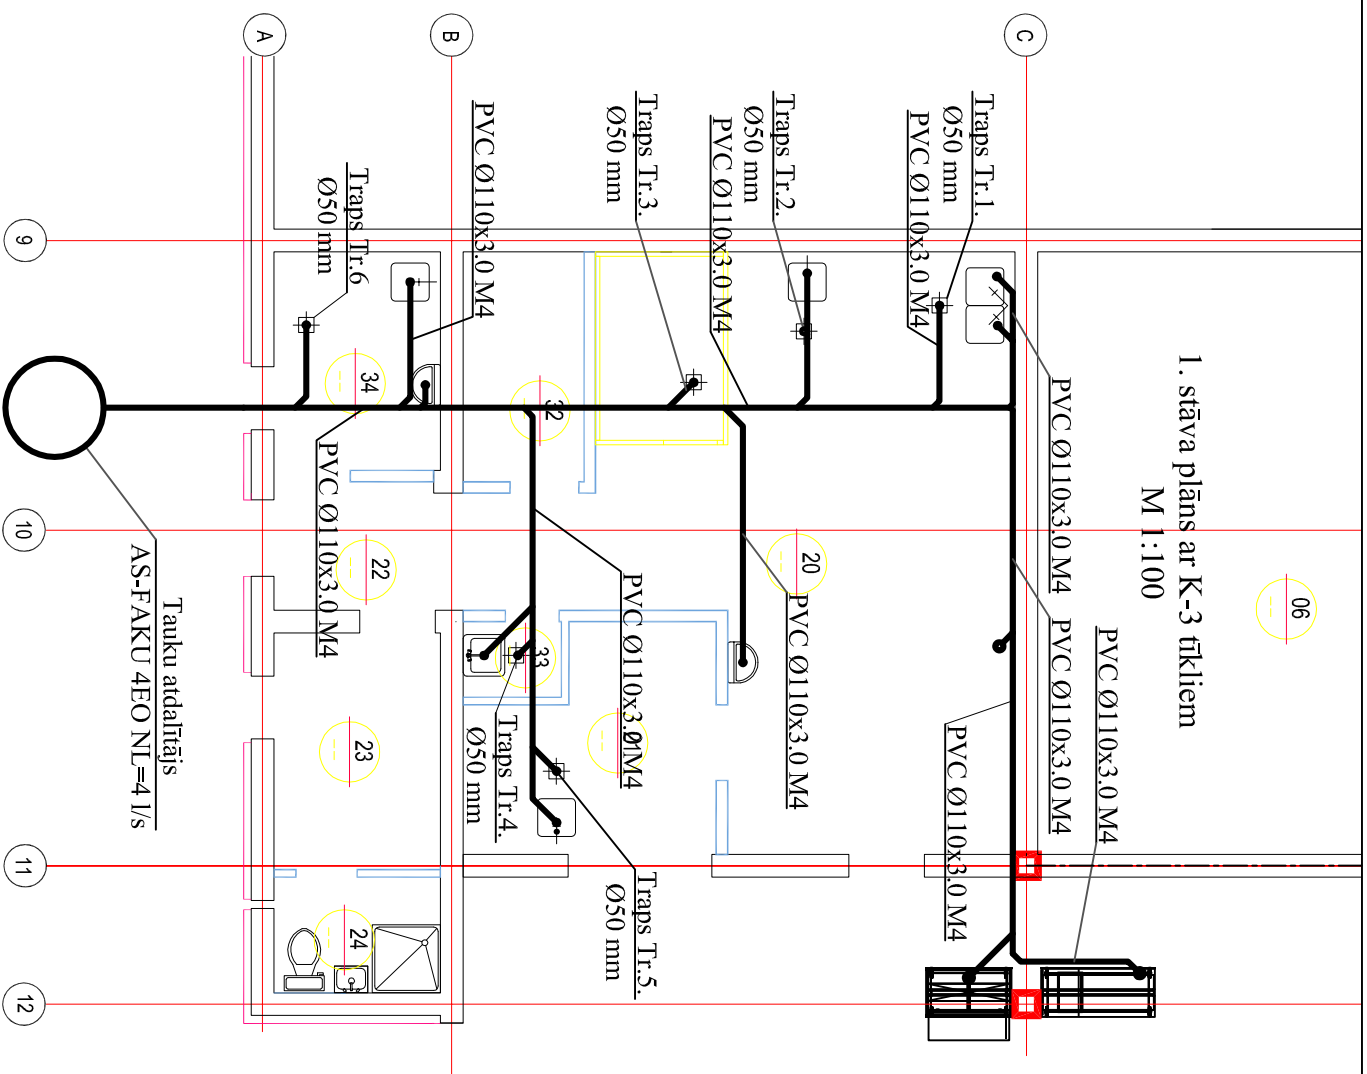 1. stāva plāns ar K-3 tīkliem
M 1:100
06
A
B
C
9
10
11
12
Traps Tr.1.
Ø50 mm
PVC Ø110x3.0 M4
Traps Tr.2.
Ø50 mm
PVC Ø110x3.0 M4
Traps Tr.3.
Ø50 mm
PVC Ø110x3.0 M4
Traps Tr.6
Ø50 mm
PVC Ø110x3.0 M4
PVC Ø110x3.0 M4
PVC Ø110x3.0 M4
PVC Ø110x3.0 M4
PVC Ø110x3.0 M4
PVC Ø110x3.0 M4
PVC Ø110x3.0 M4
Traps Tr.4.
Ø50 mm
Traps Tr.5.
Ø50 mm
PVC Ø110x3.0 M4
34
32
20
22
33
23
24
Tauku atdalītājs
AS-FAKU 4EO NL=4 l/s